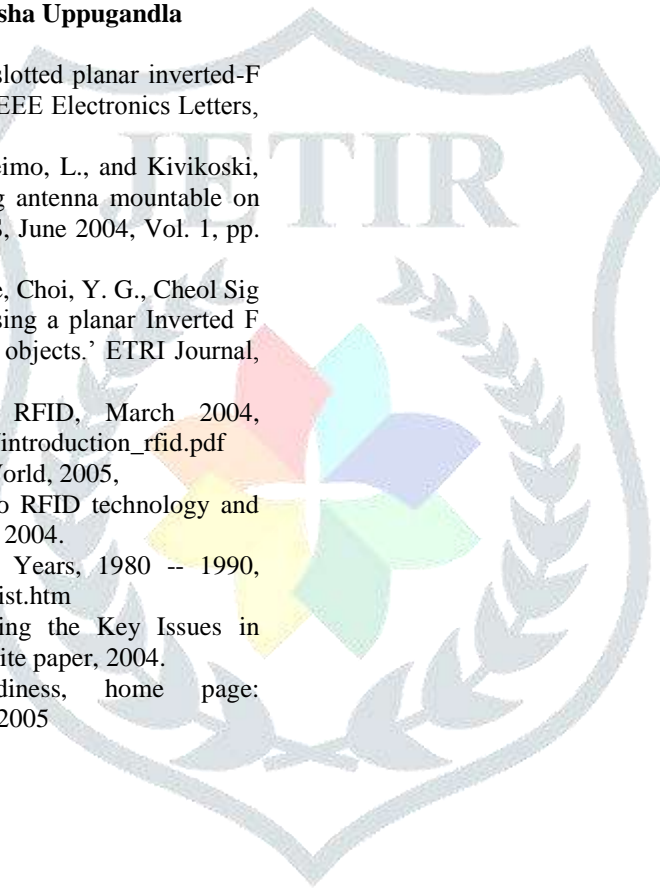 sha Uppugandla
slotted planar inverted-F
EEE Electronics Letters,
JETIR
eimo, L., and Kivikoski,
g antenna mountable on
S, June 2004, Vol. 1, pp.
e, Choi, Y. G., Cheol Sig
sing a planar Inverted F
objects.’ ETRI Journal,
RFID, March 2004,
/introduction_rfid.pdf
World, 2005,
o RFID technology and
2004.
Years, 1980 -- 1990,
ist.htm
ing the Key Issues in
ite paper, 2004.
diness, home page:
2005